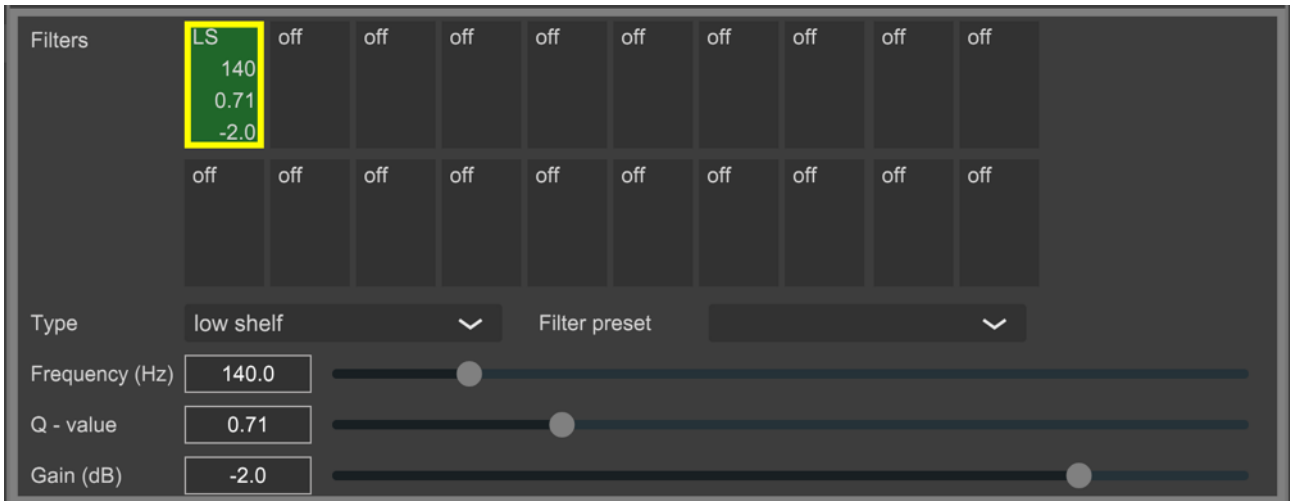 Filters LS off off off off off off off off off
140
0.71
-2.0
off off off off off off off off off off
Type low shelf Filter preset
Frequency (Hz) 140.0
Q - value 0.71
Gain (dB) -2.0